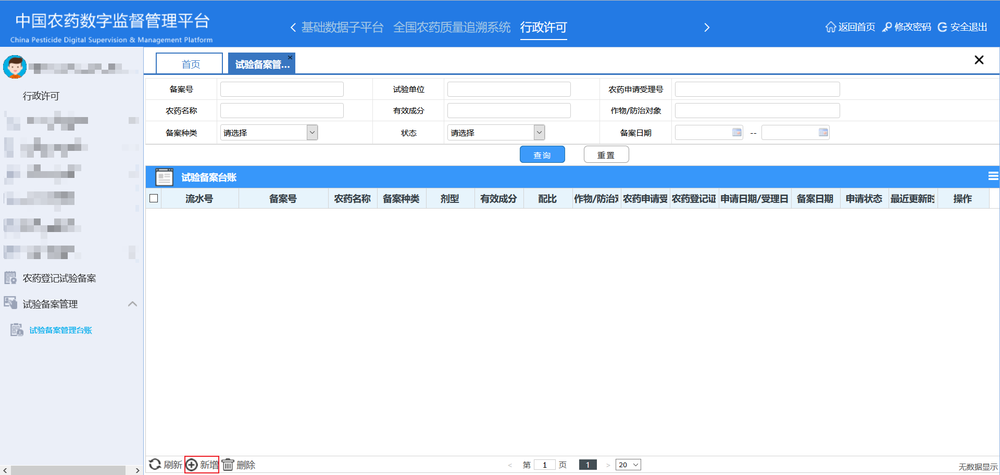 中国农药数字监督管理平台
China Pesticide Digital Supervision & Management Platform
基础数据子平台 全国农药质量追溯系统 行政许可
返回首页 修改密码 安全退出
行政许可
农药登记试验备案
试验备案管理
试验备案管理台账
首页 试验备案管...
备案号 试验单位 农药申请受理号
农药名称 有效成分 作物/防治对象
备案种类 请选择 状态 请选择 备案日期 --
查询 重置
试验备案台账
流水号 备案号 农药名称 备案种类 剂型 有效成分 配比 作物/防治 农药申请受 农药登记证 申请日期/受理日 备案日期 申请状态 最近更新时 操作
刷新 新增 删除 < 第 1 页 1 > 20 无数据显示